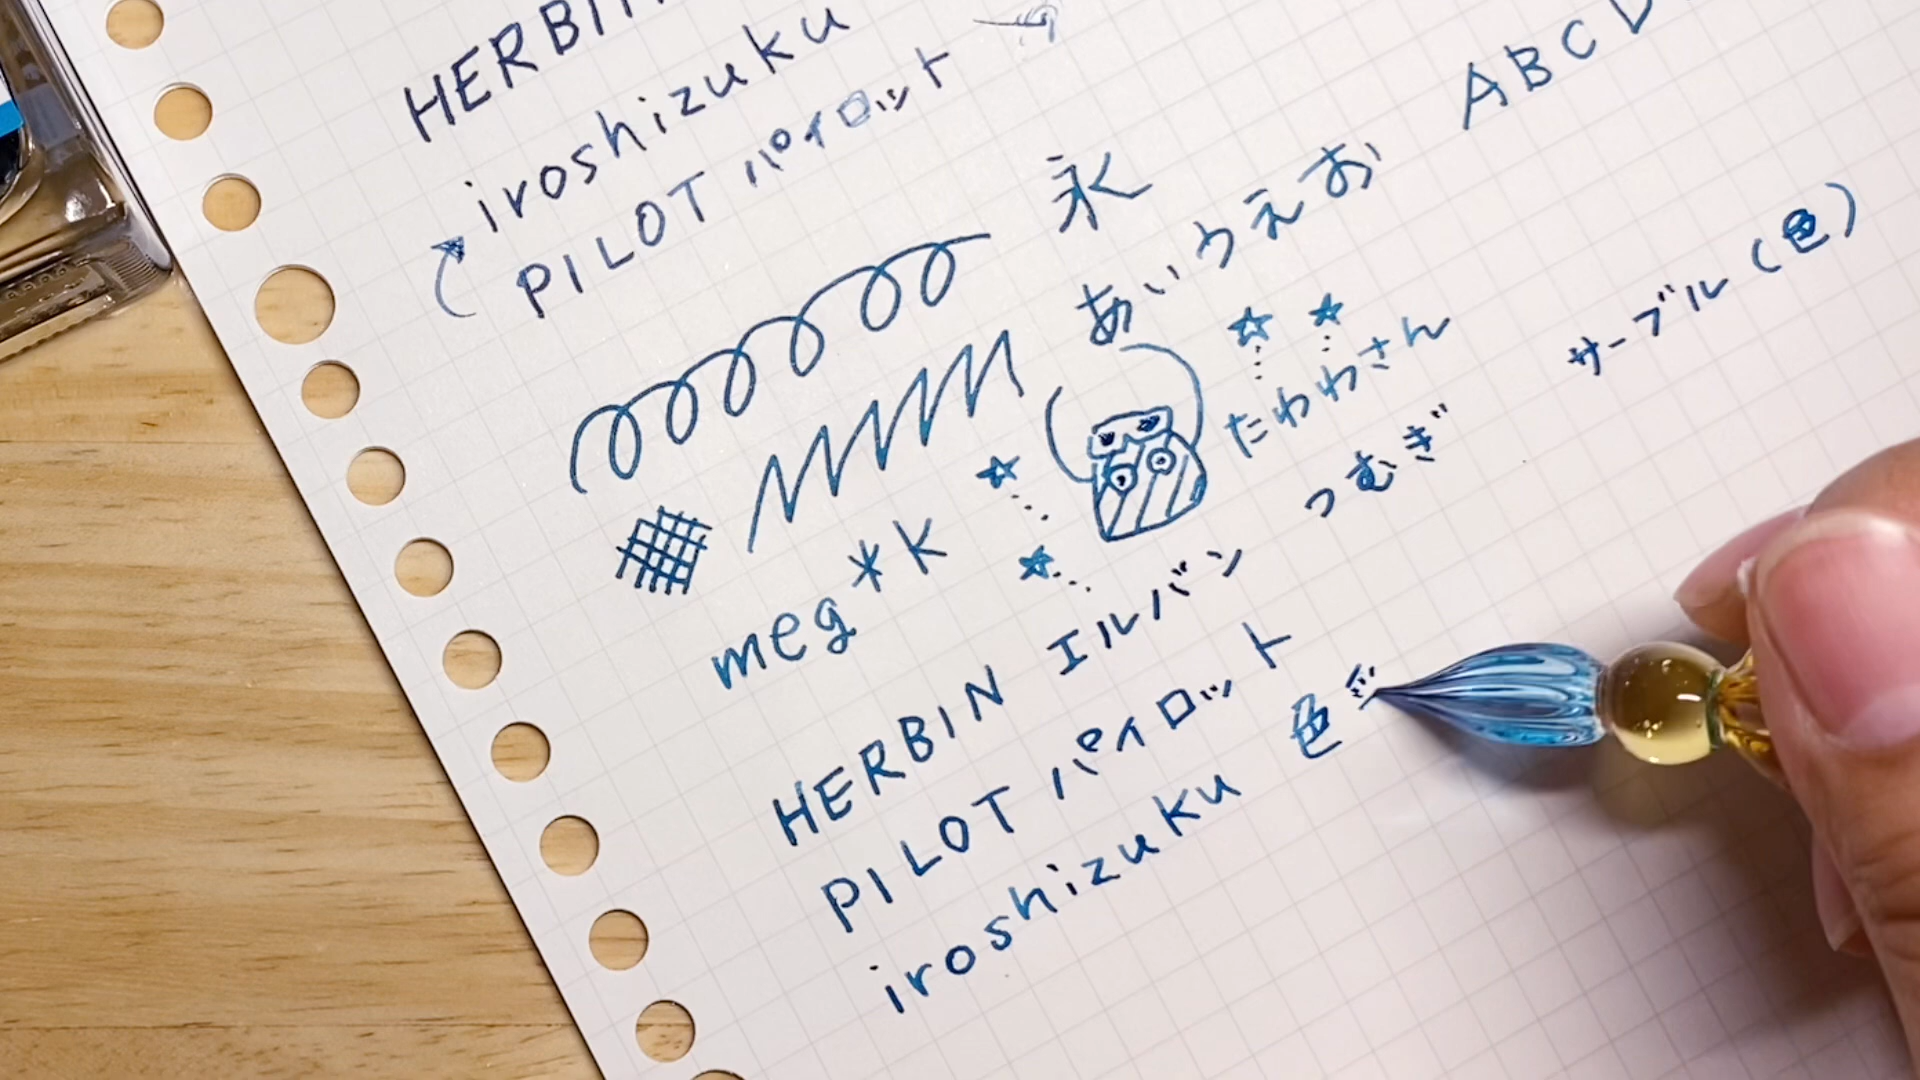 HERBIN
iroshizuku
PILOT パイロット
永
ABCD
あいうえお
サーブル(色)
たわわさん
つむぎ
meg*K
HERBIN エルバン
PILOT パイロット
iroshizuku 色